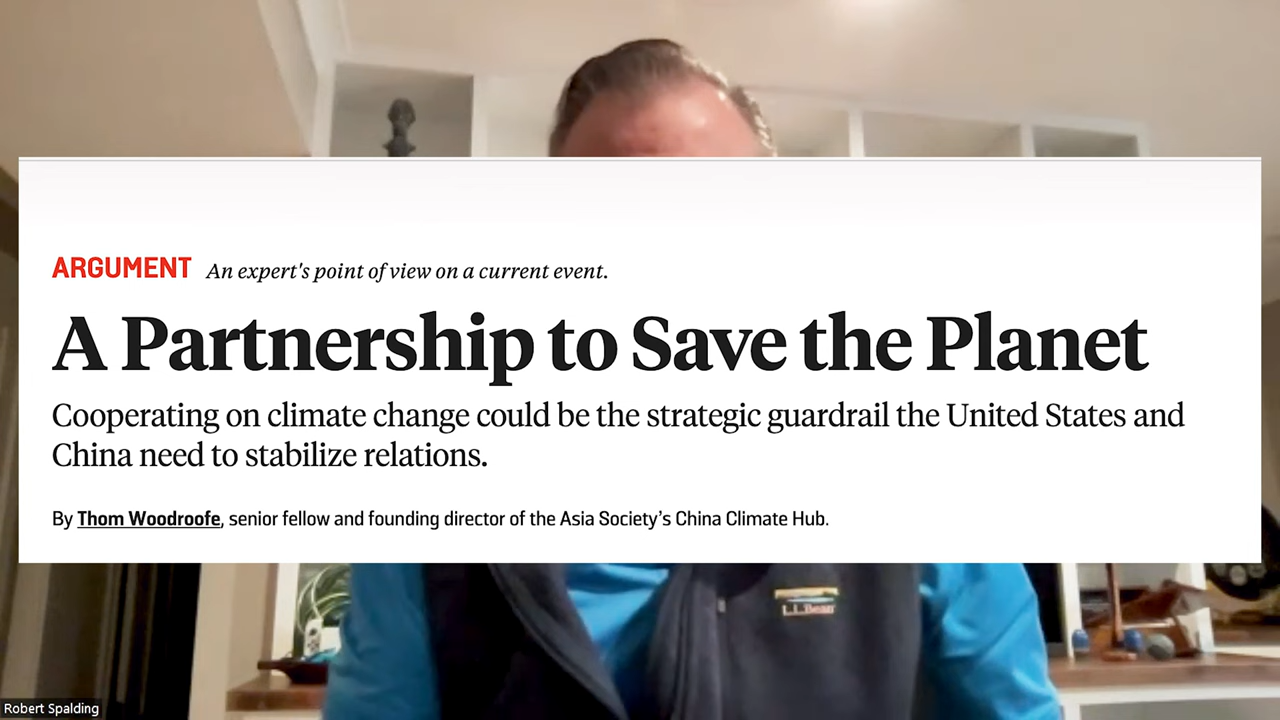 ARGUMENT An expert's point of view on a current event.
A Partnership to Save the Planet
Cooperating on climate change could be the strategic guardrail the United States and
China need to stabilize relations.
By Thom Woodroofe, senior fellow and founding director of the Asia Society’s China Climate Hub.
L.L.Bean
Robert Spalding